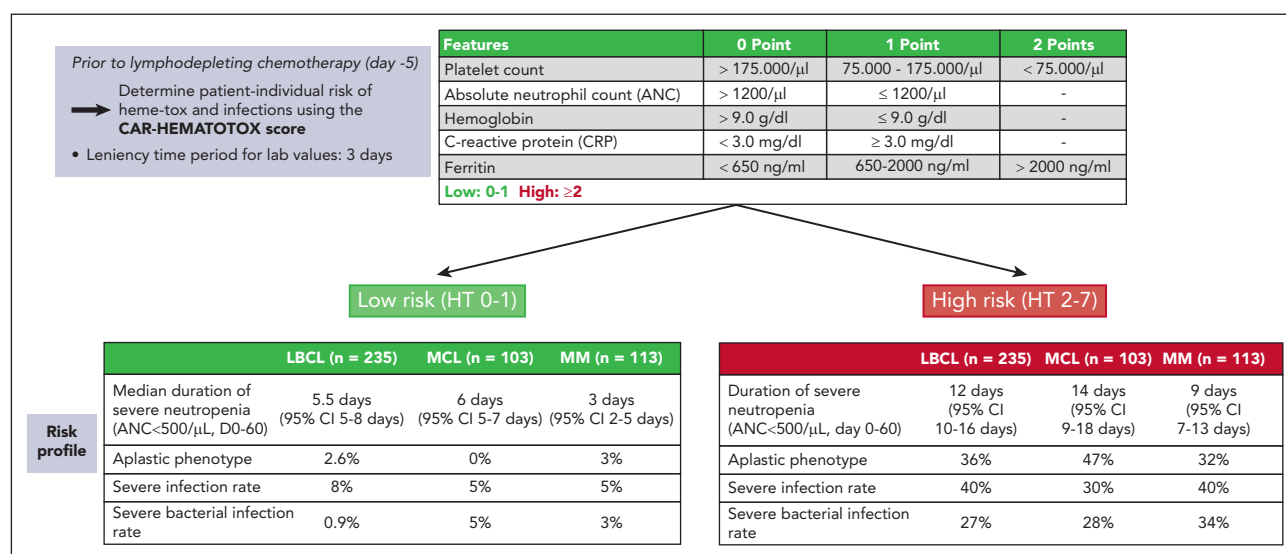 Prior to lymphodepleting chemotherapy (day -5)
Determine patient-individual risk of
heme-tox and infections using the
CAR-HEMATOTOX score
• Leniency time period for lab values: 3 days
Features 0 Point 1 Point 2 Points
Platelet count > 175.000/µl 75.000 - 175.000/µl < 75.000/µl
Absolute neutrophil count (ANC) > 1200/µl ≤ 1200/µl -
Hemoglobin > 9.0 g/dl ≤ 9.0 g/dl -
C-reactive protein (CRP) < 3.0 mg/dl ≥ 3.0 mg/dl -
Ferritin < 650 ng/ml 650-2000 ng/ml > 2000 ng/ml
Low: 0-1 High: ≥2
Low risk (HT 0-1)
High risk (HT 2-7)
Risk
profile
LBCL (n = 235) MCL (n = 103) MM (n = 113)
Median duration of
severe neutropenia
(ANC<500/µL, D0-60)
5.5 days 6 days 3 days
(95% CI 5-8 days) (95% CI 5-7 days) (95% CI 2-5 days)
Aplastic phenotype 2.6% 0% 3%
Severe infection rate 8% 5% 5%
Severe bacterial infection
rate
0.9% 5% 3%
LBCL (n = 235) MCL (n = 103) MM (n = 113)
Duration of severe
neutropenia
(ANC<500/µL, day 0-60)
12 days 14 days 9 days
(95% CI (95% CI (95% CI
10-16 days) 9-18 days) 7-13 days)
Aplastic phenotype 36% 47% 32%
Severe infection rate 40% 30% 40%
Severe bacterial infection
rate
27% 28% 34%